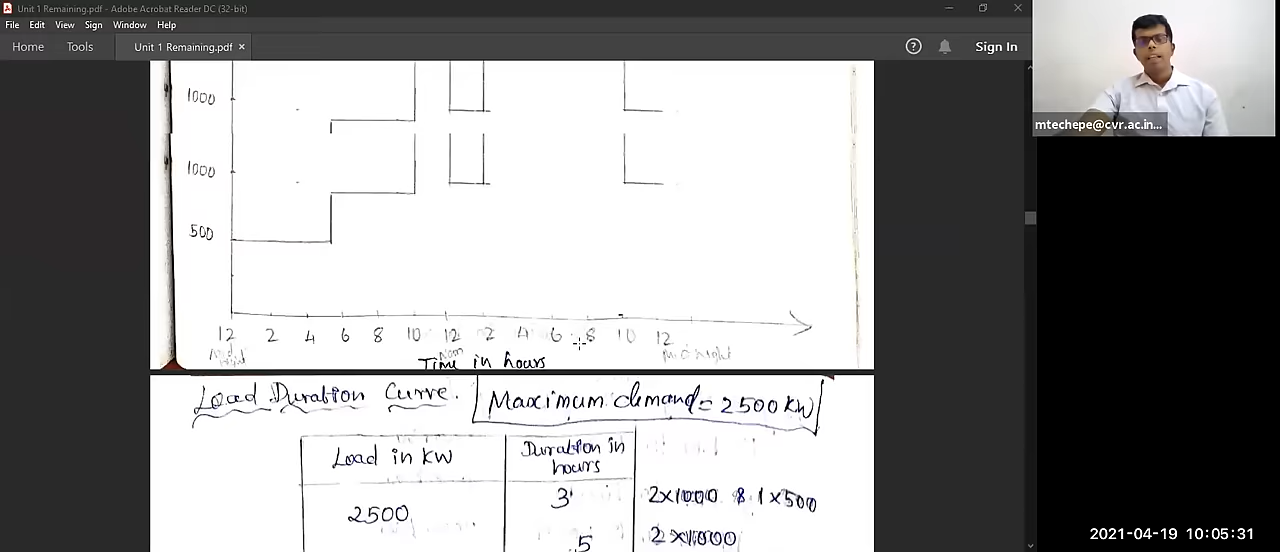 Unit 1 Remaining.pdf - Adobe Acrobat Reader DC (32-bit)
File Edit View Sign Window Help
Home Tools Unit 1 Remaining.pdf × Sign In
mtechepe@cvr.ac.in...
1000
1000
500
12 2 4 6 8 10 12 2 4 6 8 10 12
Time in hours
Load Duration Curve. Maximum demand = 2500 KW
Load in KW Duration in hours
2500 3 2x1000 & 1x500
5 2x1000
2021-04-19 10:05:31